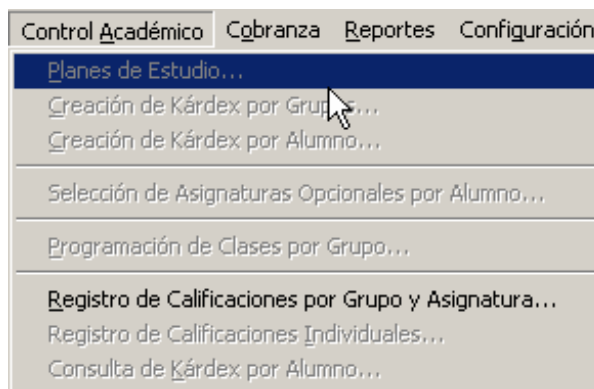 Control Académico Cobranza Reportes Configuración
Planes de Estudio...
Creación de Kárdex por Grupos...
Creación de Kárdex por Alumno...
Selección de Asignaturas Opcionales por Alumno...
Programación de Clases por Grupo...
Registro de Calificaciones por Grupo y Asignatura...
Registro de Calificaciones Individuales...
Consulta de Kárdex por Alumno...